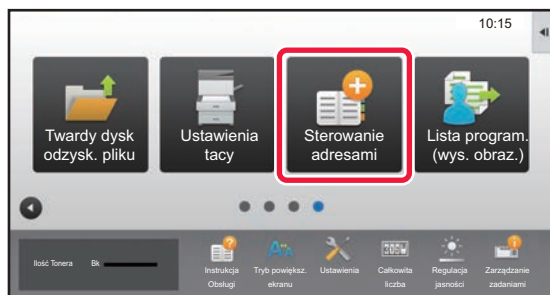 10:15
Twardy dysk
odzysk. pliku
Ustawienia
tacy
Sterowanie
adresami
Lista program.
(wys. obraz.)
Ilość Tonera
Bk
Instrukcja
Obsługi
Tryb powiększ.
ekranu
Ustawienia
Całkowita
liczba
Regulacja
jasności
Zarządzanie
zadaniami